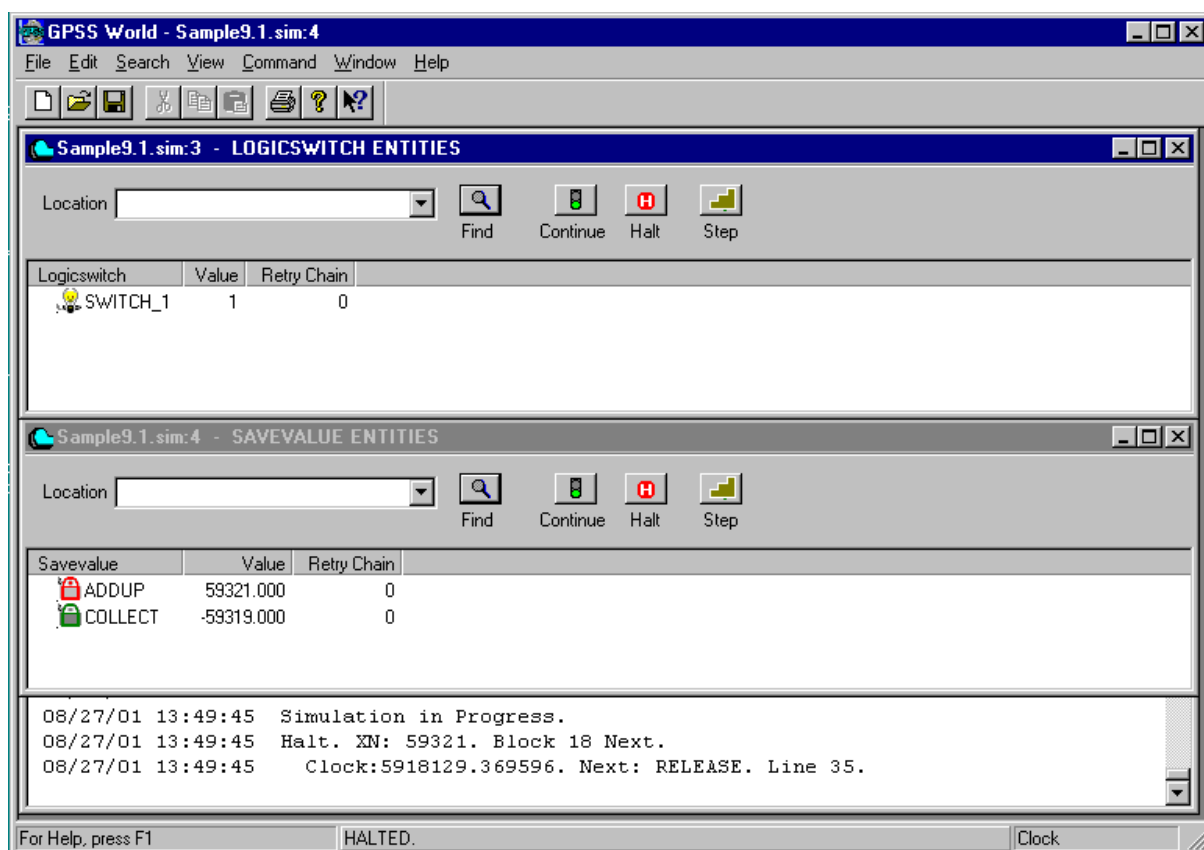 GPSS World - Sample9.1.sim:4
File Edit Search View Command Window Help
Sample9.1.sim:3 - LOGICSWITCH ENTITIES
Location
Find Continue Halt Step
Logicswitch Value Retry Chain
SWITCH_1 1 0
Sample9.1.sim:4 - SAVEVALUE ENTITIES
Location
Find Continue Halt Step
Savevalue Value Retry Chain
ADDUP 59321.000 0
COLLECT -59319.000 0
08/27/01 13:49:45 Simulation in Progress.
08/27/01 13:49:45 Halt. XN: 59321. Block 18 Next.
08/27/01 13:49:45 Clock:5918129.369596. Next: RELEASE. Line 35.
For Help, press F1 HALTED. Clock